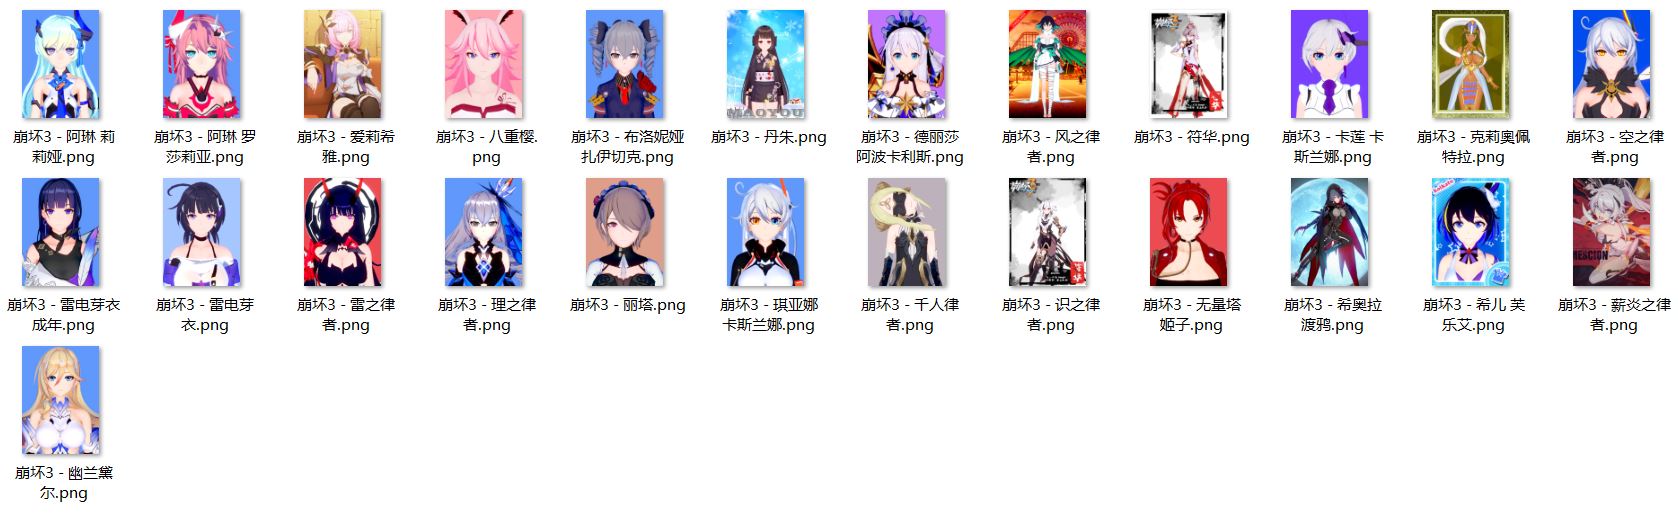 崩坏3 - 阿琳 莉
莉娅.png
崩坏3 - 阿琳 罗
莎莉亚.png
崩坏3 - 爱莉希
雅.png
崩坏3 - 八重樱.
png
崩坏3 - 布洛妮娅
扎伊切克.png
崩坏3 - 丹朱.png
崩坏3 - 德丽莎
阿波卡利斯.png
崩坏3 - 风之律
者.png
崩坏3 - 符华.png
崩坏3 - 卡莲 卡
斯兰娜.png
崩坏3 - 克莉奥佩
特拉.png
崩坏3 - 空之律
者.png
崩坏3 - 雷电芽衣
成年.png
崩坏3 - 雷电芽
衣.png
崩坏3 - 雷之律
者.png
崩坏3 - 理之律
者.png
崩坏3 - 丽塔.png
崩坏3 - 琪亚娜
卡斯兰娜.png
崩坏3 - 千人律
者.png
崩坏3 - 识之律
者.png
崩坏3 - 无量塔
姬子.png
崩坏3 - 希奥拉
渡鸦.png
崩坏3 - 希儿 芙
乐艾.png
崩坏3 - 薪炎之律
者.png
崩坏3 - 幽兰黛
尔.png